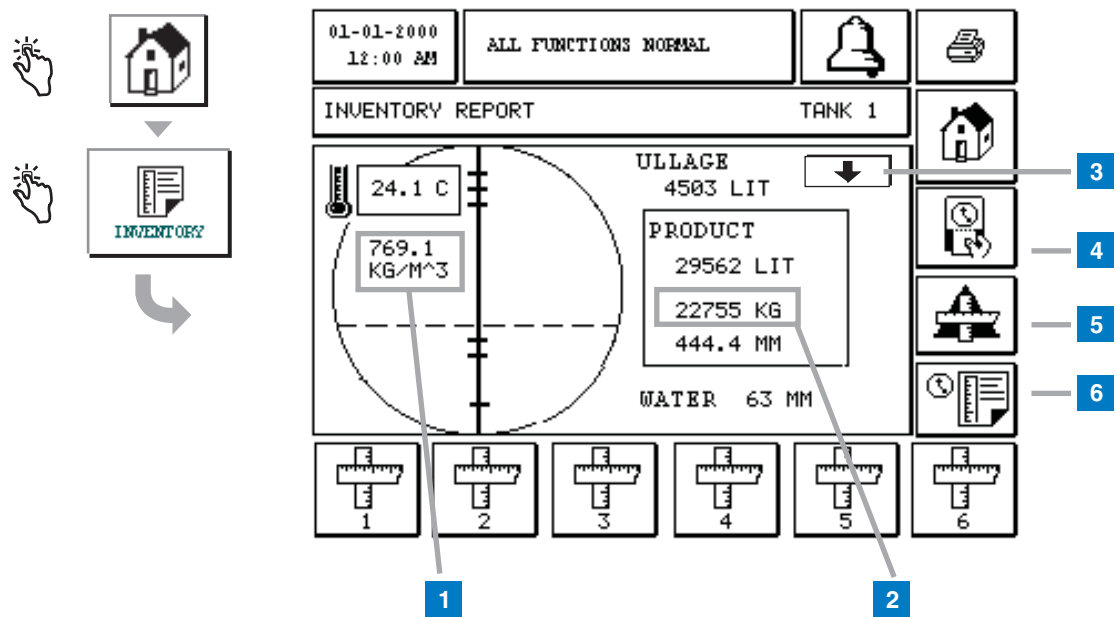 01-01-2000
12:00 AM
ALL FUNCTIONS NORMAL
INVENTORY REPORT TANK 1
INVENTORY
24.1 C
769.1
KG/M^3
ULLAGE
4503 LIT
PRODUCT
29562 LIT
22755 KG
444.4 MM
WATER 63 MM
3
4
5
6
1
2
3
4
5
6
1
2